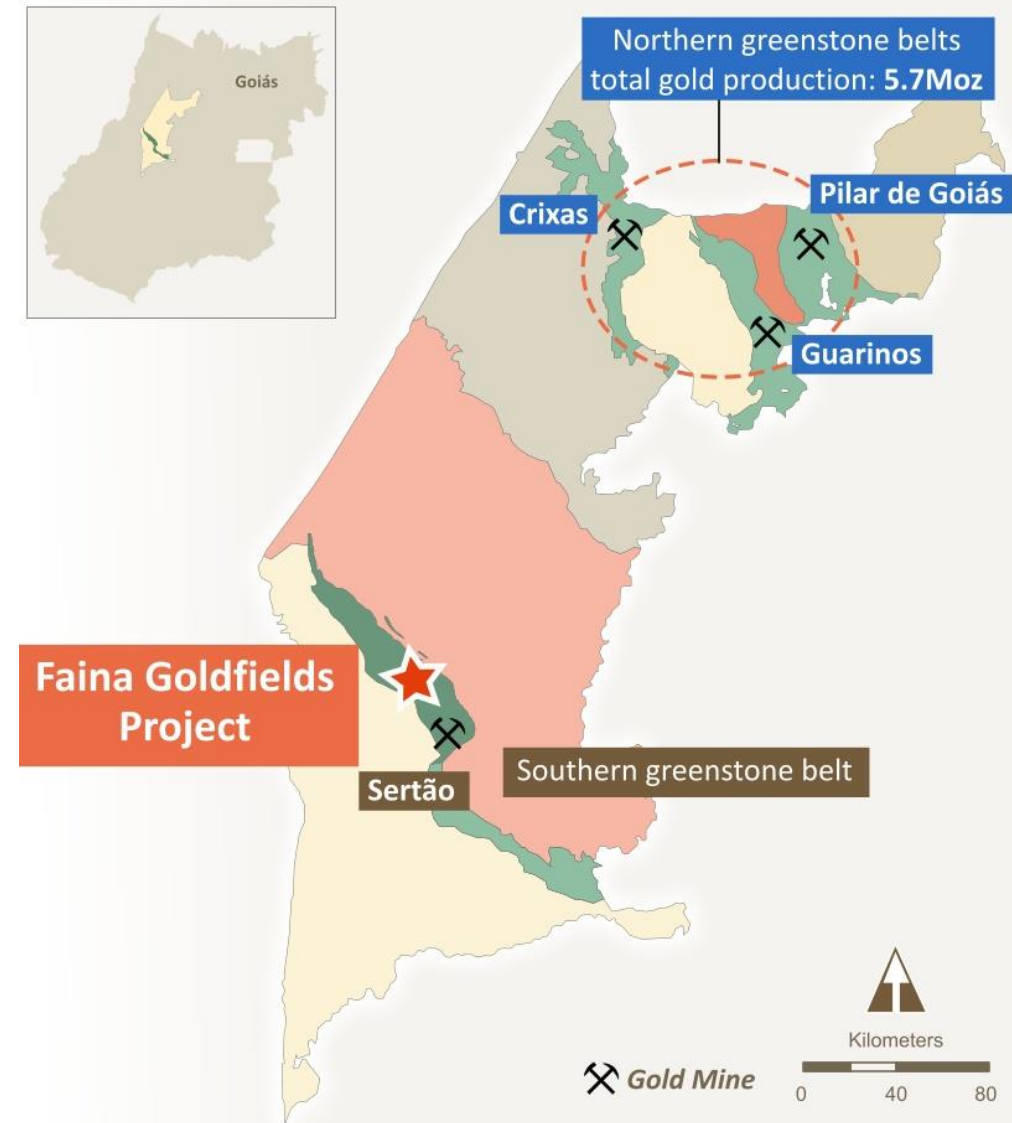 Goiás
Northern greenstone belts
total gold production: 5.7Moz
Crixas
Pilar de Goiás
Guarinos
Faina Goldfields
Project
Sertão
Southern greenstone belt
Kilometers
Gold Mine
0 40 80